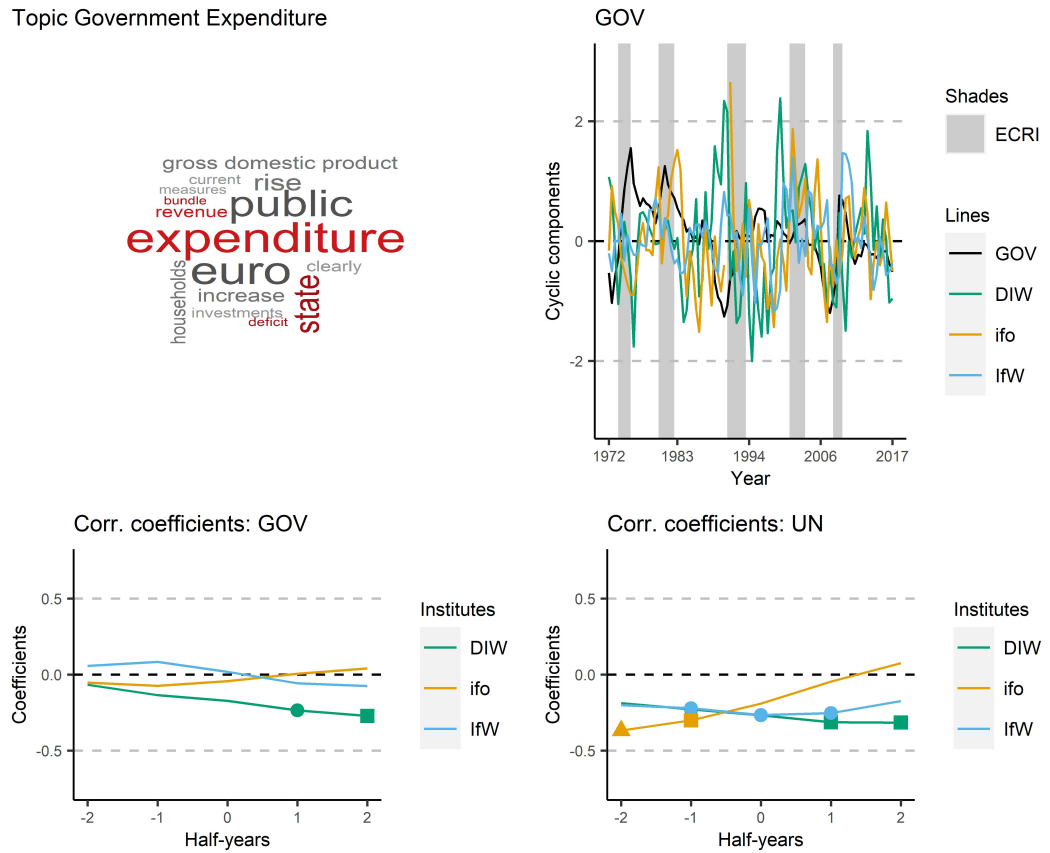 Topic Government Expenditure
gross domestic product
current
rise
measures
bundle
revenue
public
expenditure
euro
clearly
households
increase
state
investments
deficit
GOV
Cyclic components
2
0
-2
1972
1983
1994
2006
2017
Year
Shades
ECRI
Lines
GOV
DIW
ifo
IfW
Corr. coefficients: GOV
Coefficients
0.5
0.0
-0.5
-2
-1
0
1
2
Half-years
Institutes
DIW
ifo
IfW
Corr. coefficients: UN
Coefficients
0.5
0.0
-0.5
-2
-1
0
1
2
Half-years
Institutes
DIW
ifo
IfW